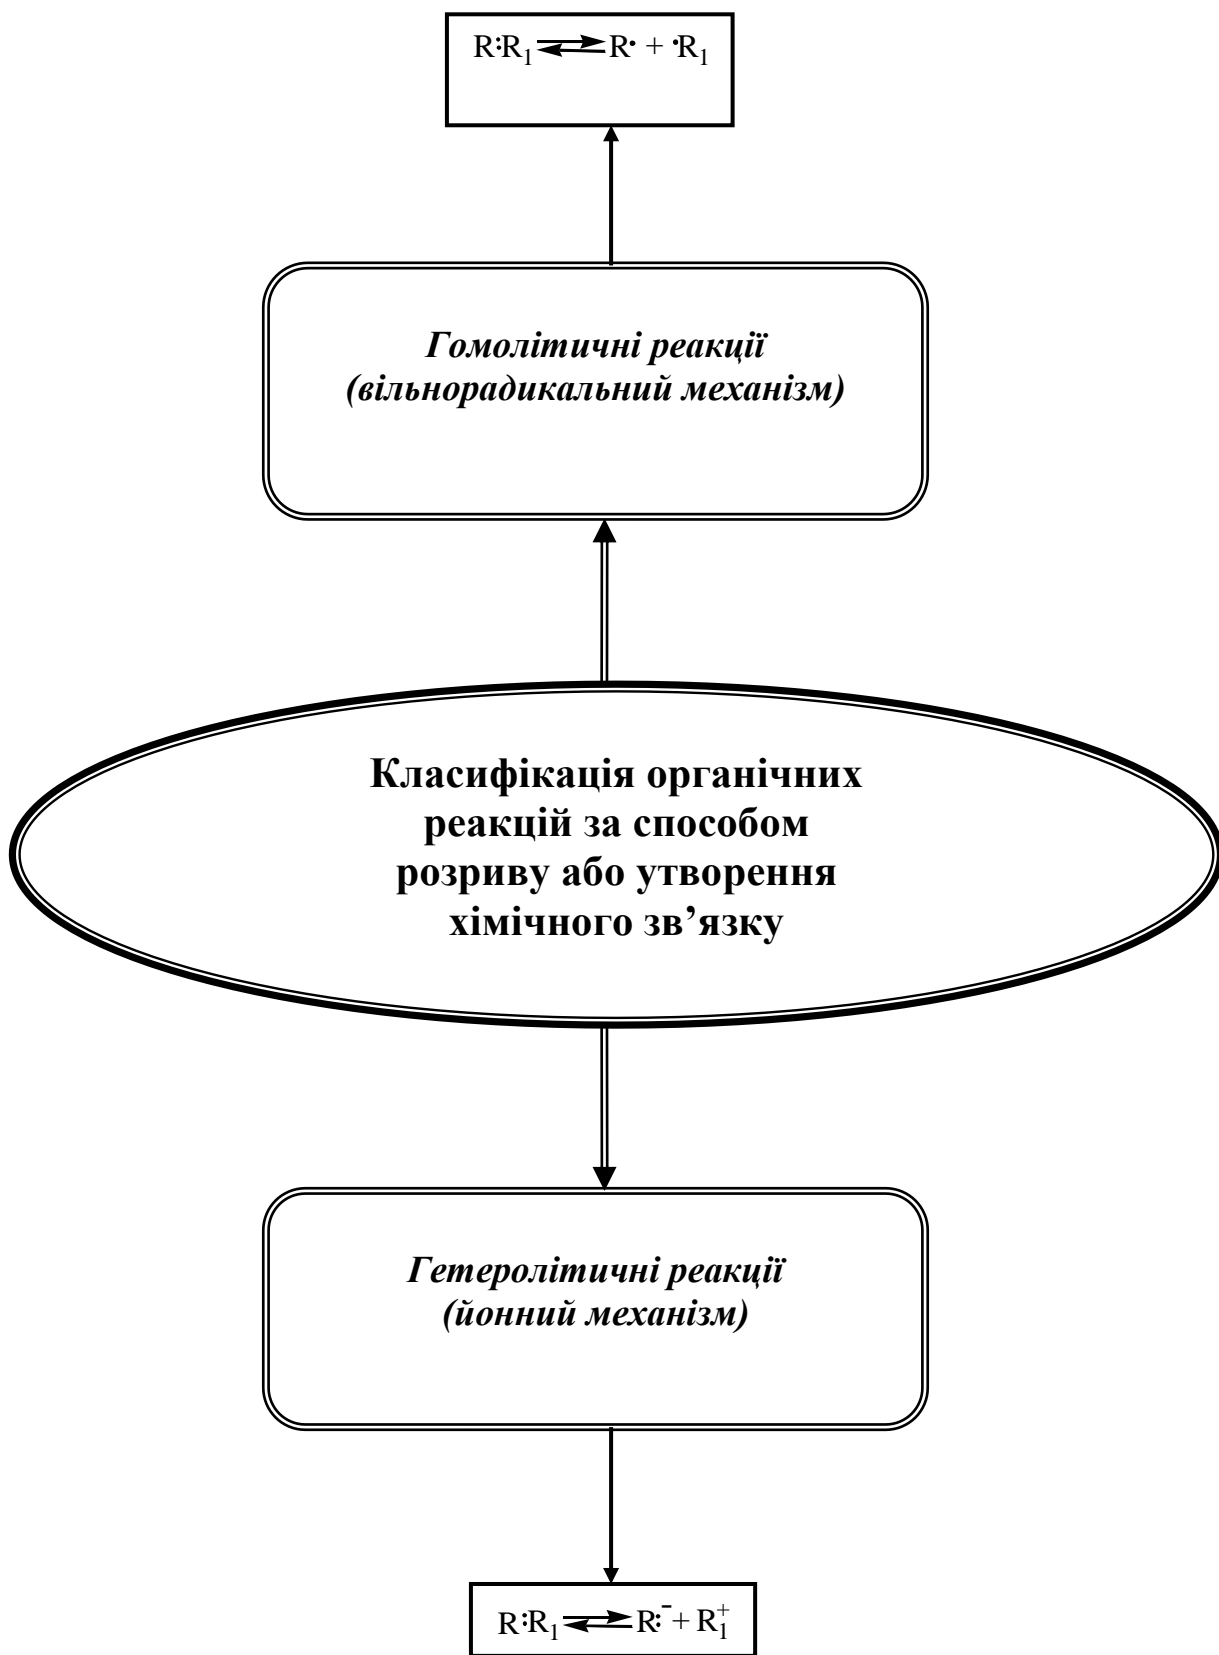 R:R₁ ⇌ R· + ·R₁
Гомолітичні реакції
(вільнорадикальний механізм)
Класифікація органічних
реакцій за способом
розриву або утворення
хімічного зв’язку
Гетеролітичні реакції
(йонний механізм)
R:R₁ ⇌ R:⁻ + R₁⁺